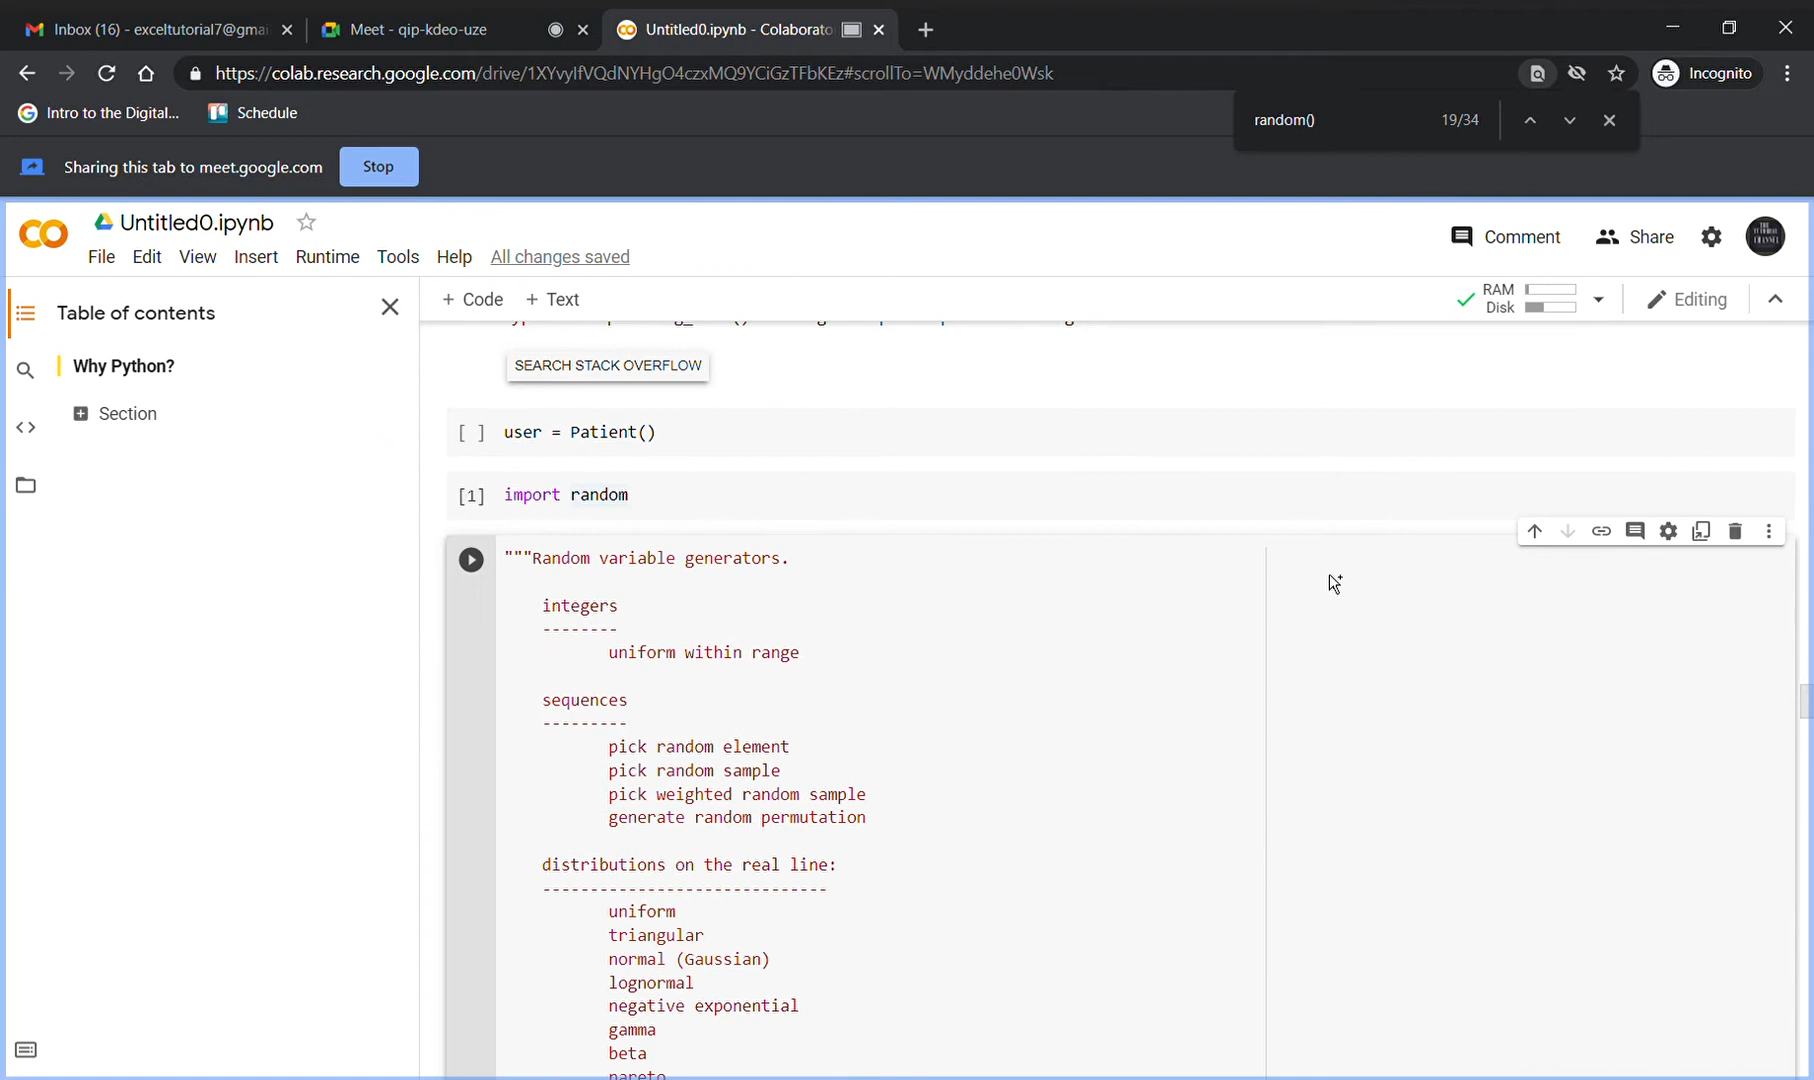 Inbox (16) - exceltutorial7@gmai
Meet - qip-kdeo-uze
Untitled0.ipynb - Colaborato
https://colab.research.google.com/drive/1XYvyIfVQdNYHgO4czxMQ9YCiGzTFbKEz#scrollTo=WMyddehe0Wsk
Incognito
Intro to the Digital...
Schedule
random()
19/34
Sharing this tab to meet.google.com
Stop
Untitled0.ipynb
File Edit View Insert Runtime Tools Help All changes saved
Comment
Share
Table of contents
+ Code + Text
RAM
Disk
Editing
Why Python?
Section
SEARCH STACK OVERFLOW
[ ] user = Patient()
[1] import random
"""Random variable generators.
integers
--------
uniform within range
sequences
---------
pick random element
pick random sample
pick weighted random sample
generate random permutation
distributions on the real line:
------------------------------
uniform
triangular
normal (Gaussian)
lognormal
negative exponential
gamma
beta
pareto